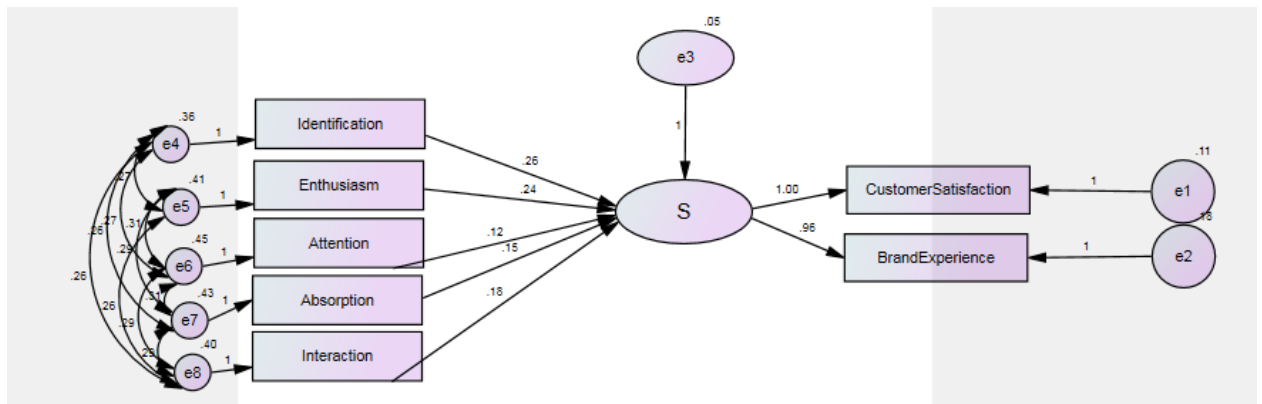 .05
e3
.36
1
Identification
e4
.26
1
.11
.27
.41
Enthusiasm
.24
1.00
CustomerSatisfaction
1
e1
e5
1
S
.27
.31
.45
Attention
.12
.18
.26
.29
1
.15
.96
BrandExperience
1
e2
e6
.26
.31
.43
Absorption
.18
.26
1
e7
.29
.40
Interaction
.29
1
e8